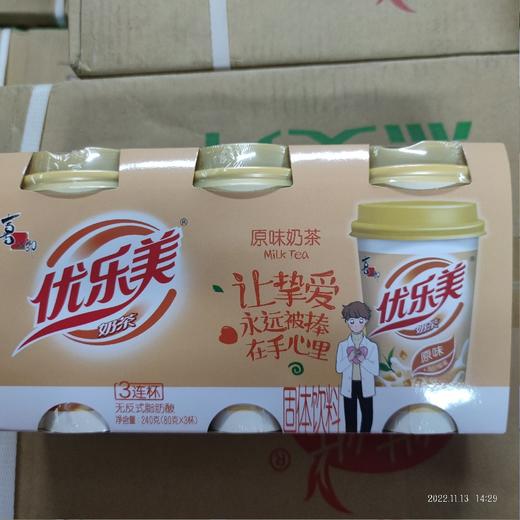 喜之郎
优乐美®
奶茶
3连杯
无反式脂肪酸
净含量:240克(80克×3杯)
原味奶茶
Milk Tea
让挚爱
永远被捧
在手心里
固体饮料
喜之郎
优乐美
奶茶
原味
2022.11.13 14:29